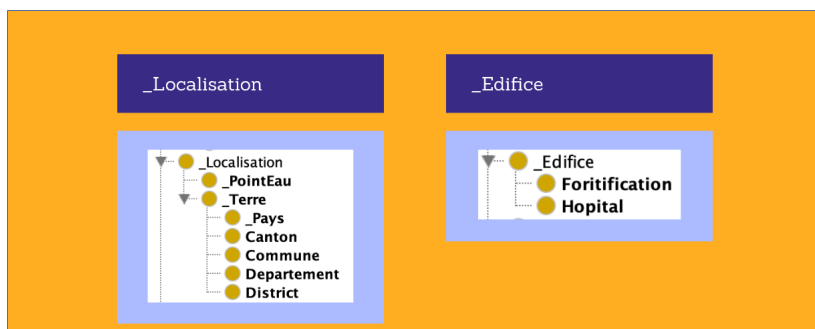 _Localisation
_Localisation
_PointEau
_Terre
_Pays
Canton
Commune
Departement
District
_Edifice
_Edifice
Foritification
Hopital